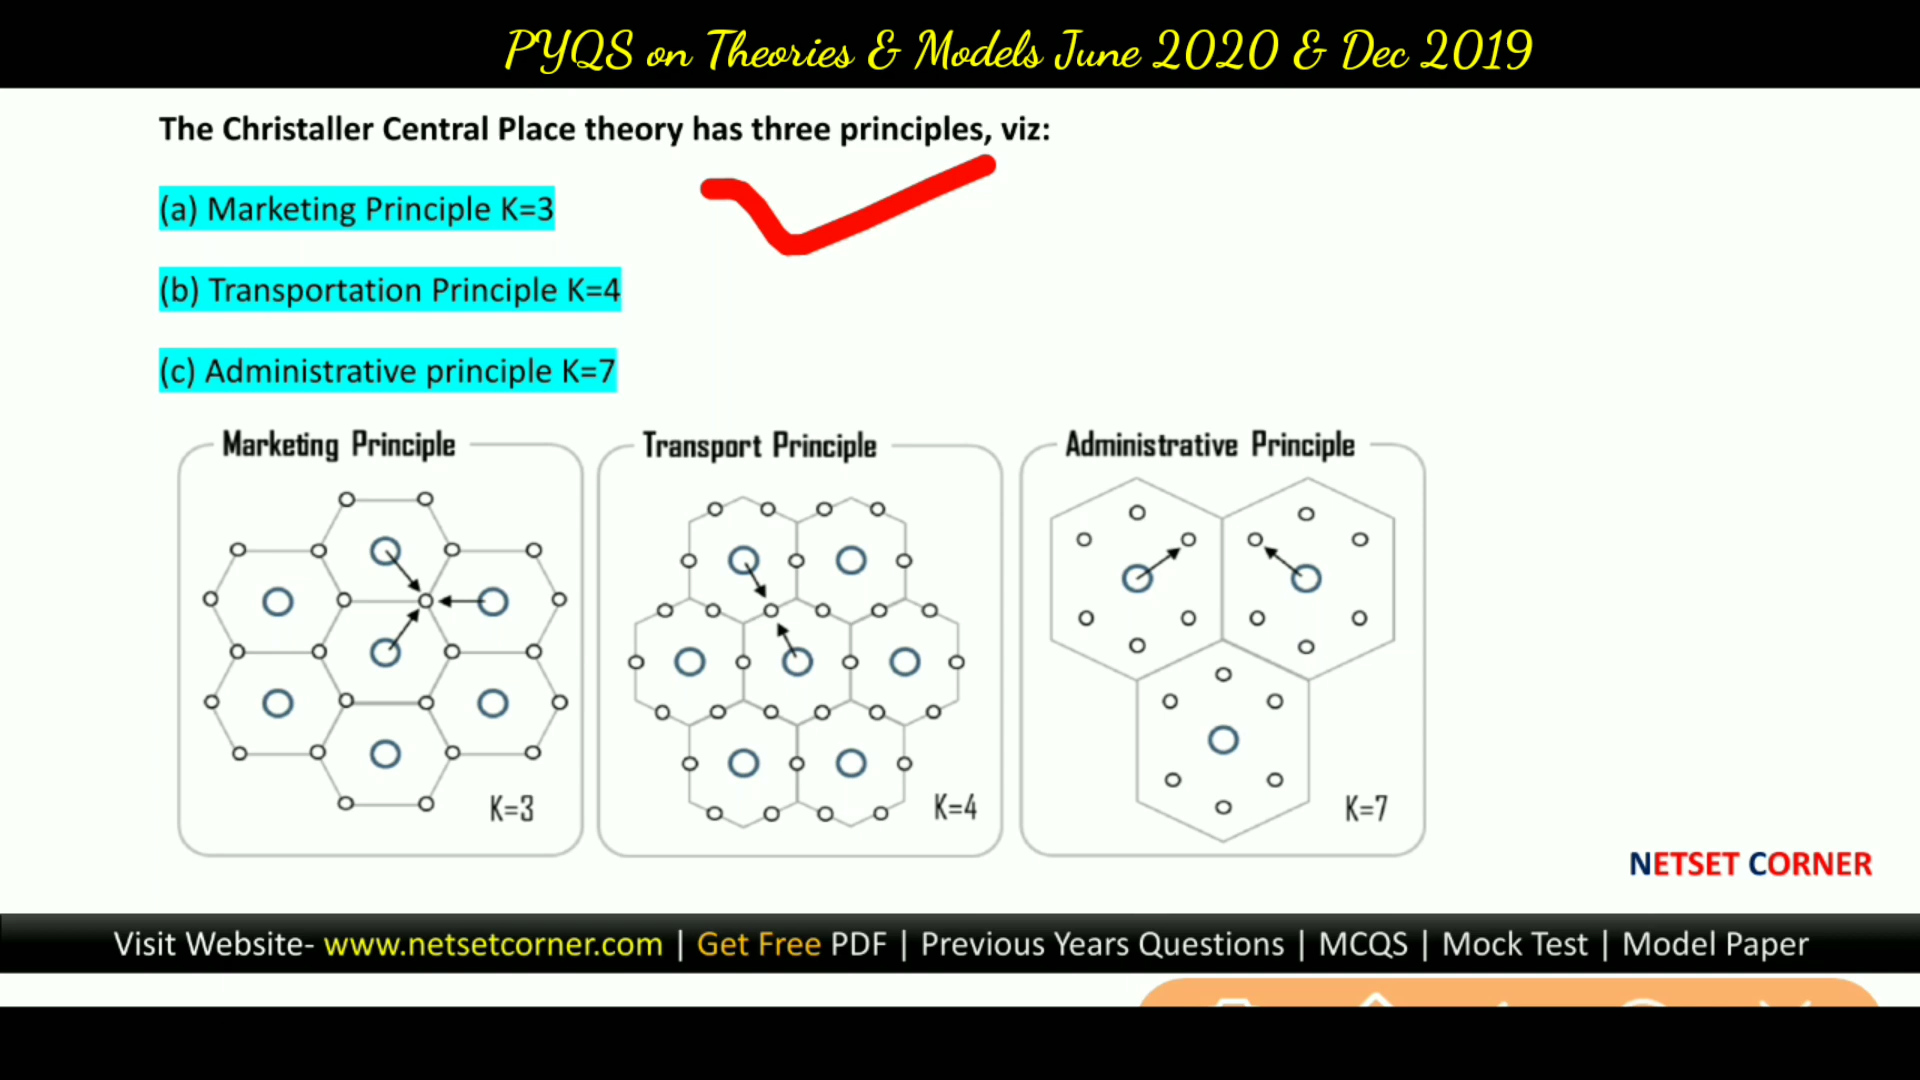 PYQS on Theories & Models June 2020 & Dec 2019
The Christaller Central Place theory has three principles, viz:
(a) Marketing Principle K=3
(b) Transportation Principle K=4
(c) Administrative principle K=7
Marketing Principle
Transport Principle
Administrative Principle
K=3
K=4
K=7
NETSET CORNER
Visit Website- www.netsetcorner.com | Get Free PDF | Previous Years Questions | MCQS | Mock Test | Model Paper